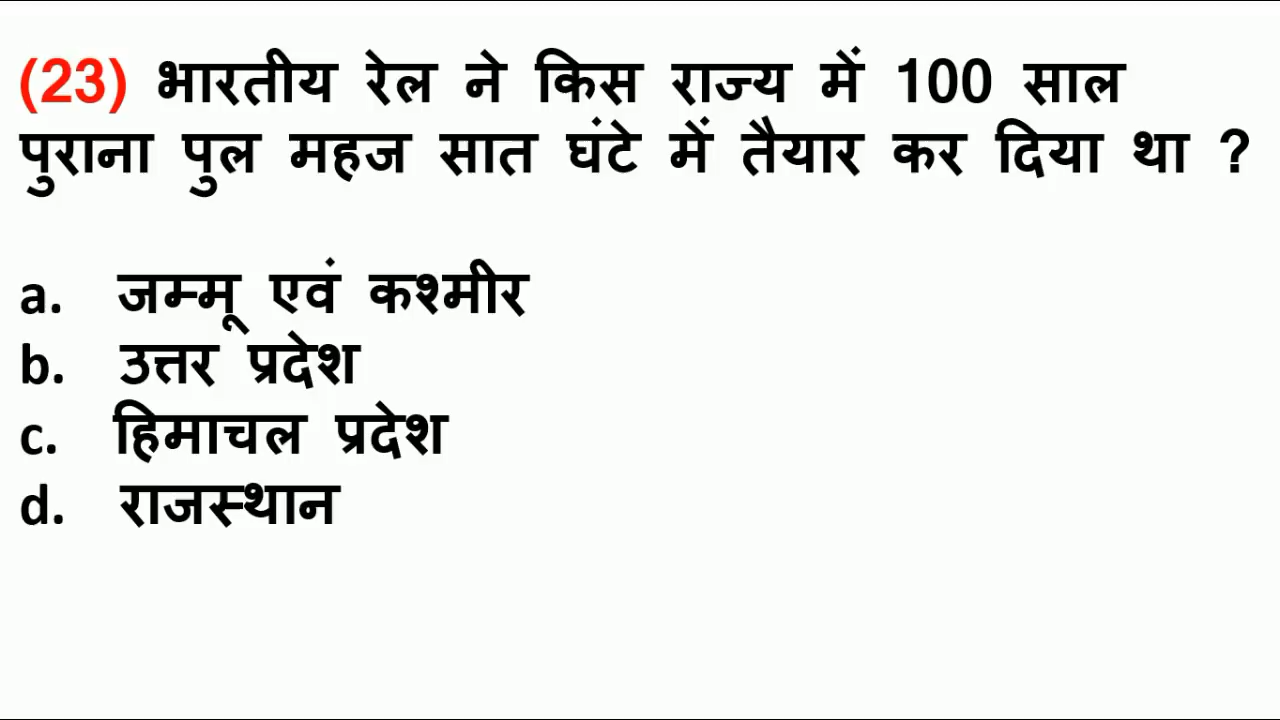 (23) भारतीय रेल ने किस राज्य में 100 साल
पुराना पुल महज सात घंटे में तैयार कर दिया था ?
a. जम्मू एवं कश्मीर
b. उत्तर प्रदेश
c. हिमाचल प्रदेश
d. राजस्थान